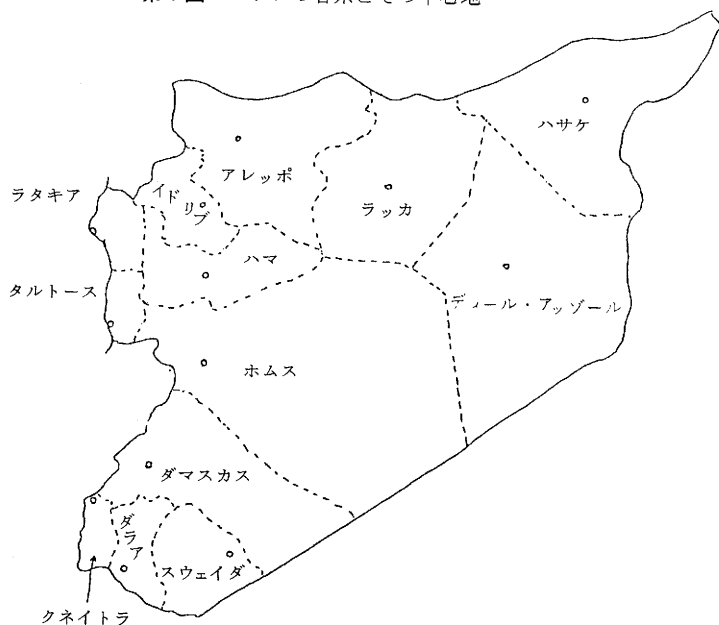 ハサケ
アレッポ
ラタキア
イドリブ
ラッカ
ハマ
タルトース
ディール・アッゾール
ホムス
ダマスカス
ダラア
スウェイダ
クネイトラ